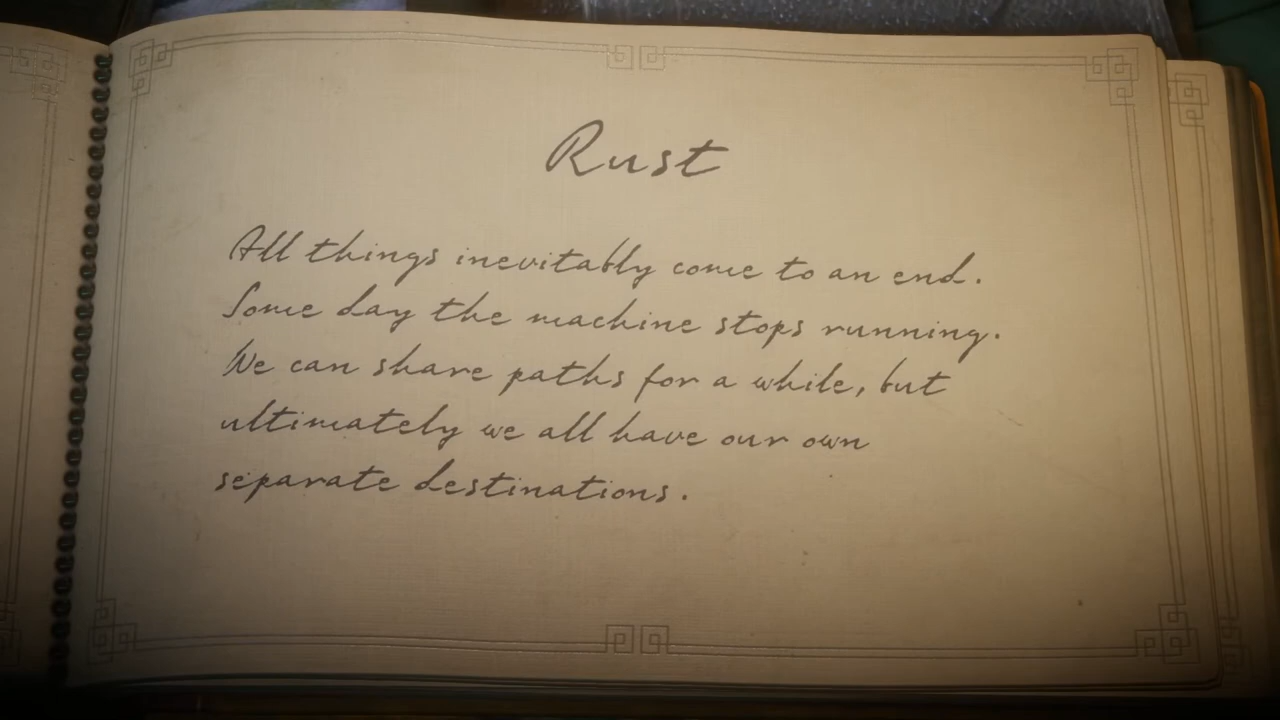 Rust
All things inevitably come to an end.
Some day the machine stops running.
We can share paths for a while, but
ultimately we all have our own
separate destinations.